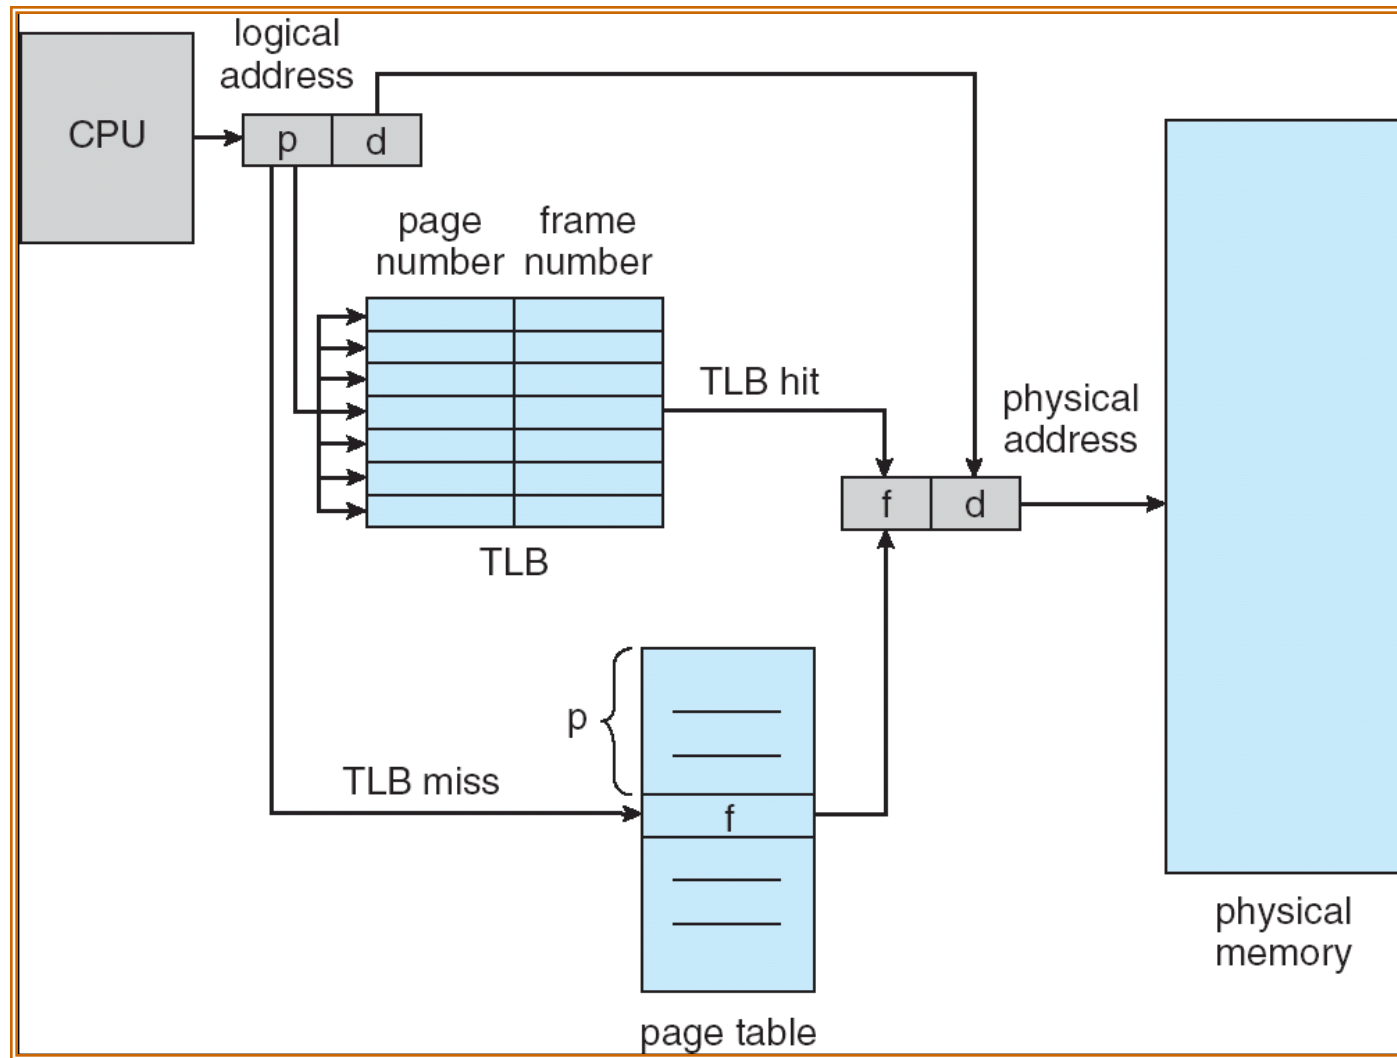 logical
address
CPU
p
d
page
number
frame
number
TLB hit
physical
address
f
d
TLB
p
TLB miss
f
physical
memory
page table